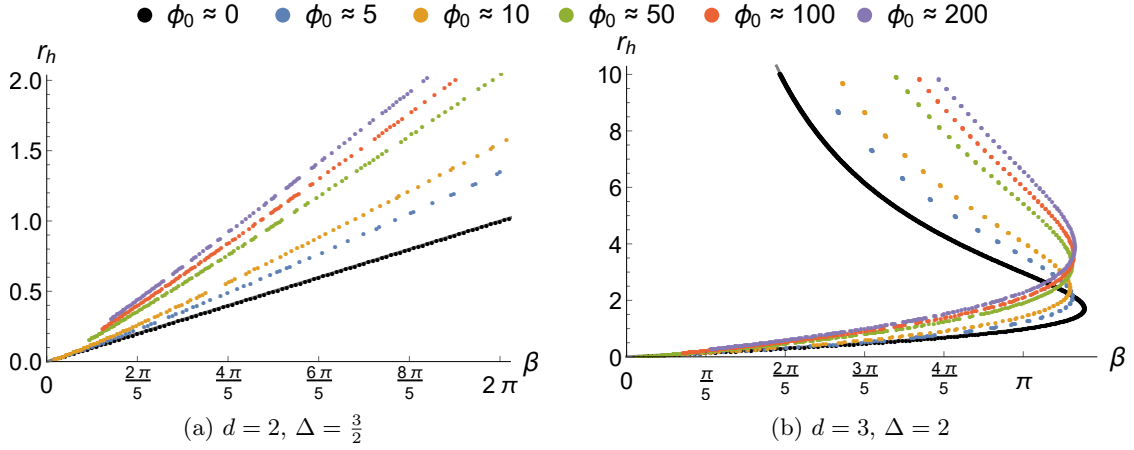 ϕ₀ ≈ 0 ϕ₀ ≈ 5 ϕ₀ ≈ 10 ϕ₀ ≈ 50 ϕ₀ ≈ 100 ϕ₀ ≈ 200
r_h
2.0
1.5
1.0
0.5
0.0
0 2π/5 4π/5 6π/5 8π/5 2π
β
(a) d = 2, Δ = 3/2
r_h
10
8
6
4
2
0
0 π/5 2π/5 3π/5 4π/5 π
β
(b) d = 3, Δ = 2